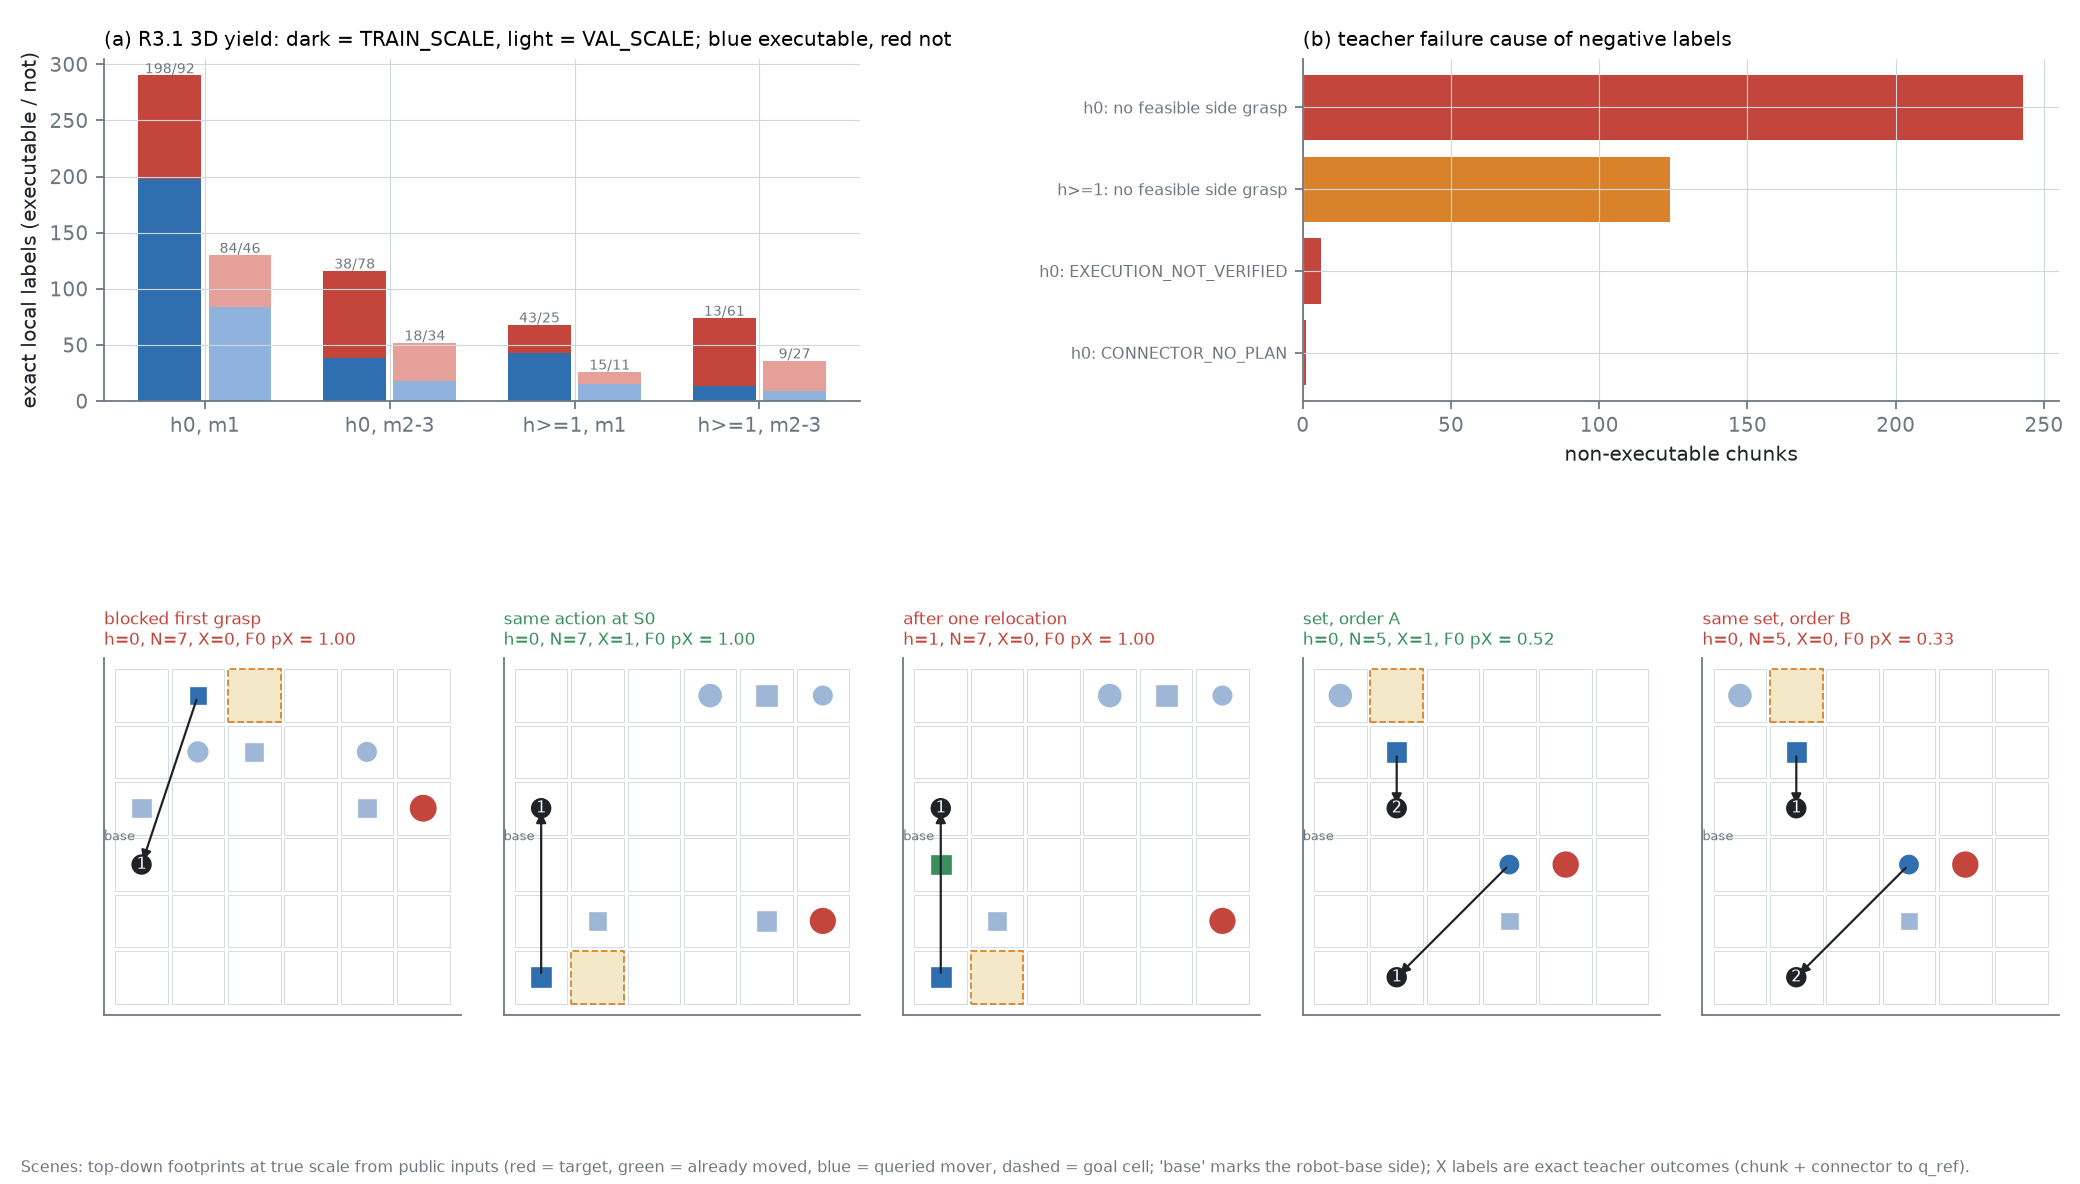 (a) R3.1 3D yield: dark = TRAIN_SCALE, light = VAL_SCALE; blue executable, red not
exact local labels (executable / not)
300
250
200
150
100
50
0
198/92
84/46
38/78
18/34
43/25
15/11
13/61
9/27
h0, m1
h0, m2-3
h>=1, m1
h>=1, m2-3
(b) teacher failure cause of negative labels
h0: no feasible side grasp
h>=1: no feasible side grasp
h0: EXECUTION_NOT_VERIFIED
h0: CONNECTOR_NO_PLAN
0
50
100
150
200
250
non-executable chunks
blocked first grasp
h=0, N=7, X=0, F0 pX = 1.00
base
1
same action at S0
h=0, N=7, X=1, F0 pX = 1.00
1
base
after one relocation
h=1, N=7, X=0, F0 pX = 1.00
1
base
set, order A
h=0, N=5, X=1, F0 pX = 0.52
2
base
1
same set, order B
h=0, N=5, X=0, F0 pX = 0.33
1
base
2
Scenes: top-down footprints at true scale from public inputs (red = target, green = already moved, blue = queried mover, dashed = goal cell; 'base' marks the robot-base side); X labels are exact teacher outcomes (chunk + connector to q_ref).